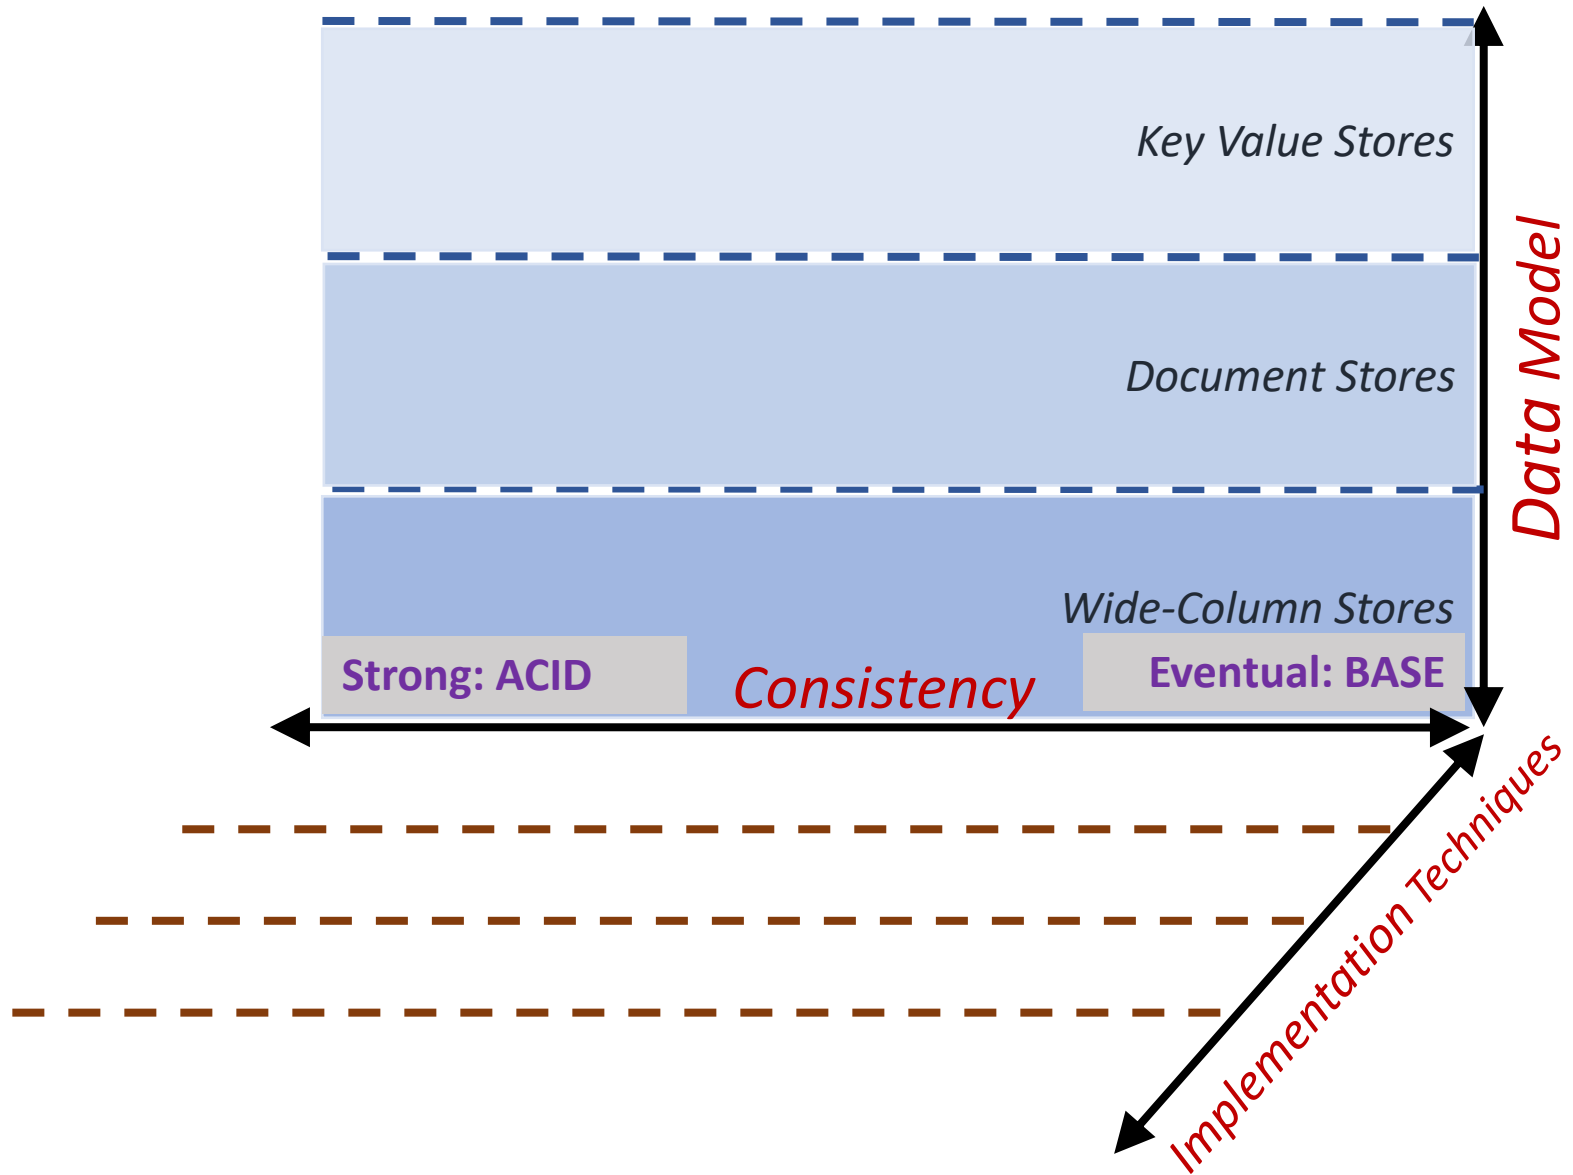 Key Value Stores
Document Stores
Data Model
Wide-Column Stores
Strong: ACID
Consistency
Eventual: BASE
Implementation Techniques